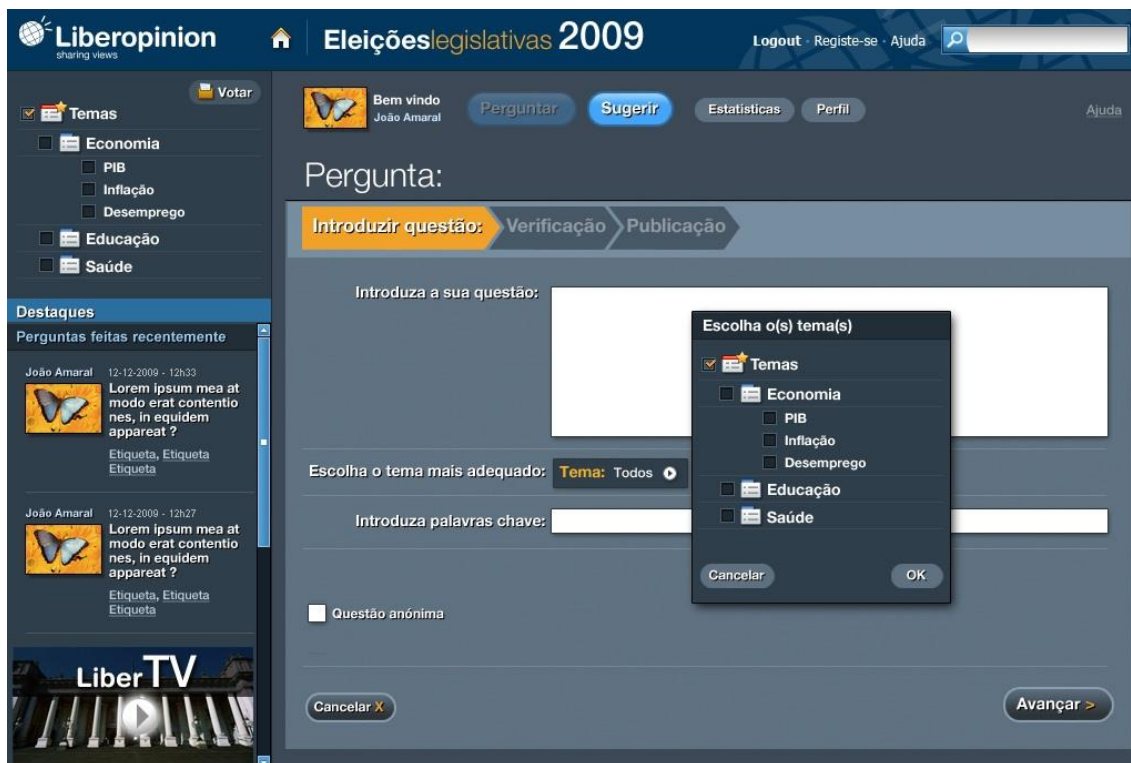 Liberopinion
sharing views
Eleiçõeslegislativas 2009
Logout · Registe-se · Ajuda
Votar
Temas
Economia
PIB
Inflação
Desemprego
Educação
Saúde
Destaques
Perguntas feitas recentemente
João Amaral 12-12-2009 - 12h33
Lorem ipsum mea at
modo erat contentio
nes, in equidem
appareat ?
Etiqueta, Etiqueta
Etiqueta
João Amaral 12-12-2009 - 12h27
Lorem ipsum mea at
modo erat contentio
nes, in equidem
appareat ?
Etiqueta, Etiqueta
Etiqueta
LiberTV
Bem vindo
João Amaral
Perguntar
Sugerir
Estatisticas
Perfil
Ajuda
Pergunta:
Introduzir questão:
Verificação
Publicação
Introduza a sua questão:
Escolha o tema mais adequado:
Tema: Todos
Introduza palavras chave:
Questão anónima
Cancelar X
Avançar >
Escolha o(s) tema(s)
Temas
Economia
PIB
Inflação
Desemprego
Educação
Saúde
Cancelar
OK